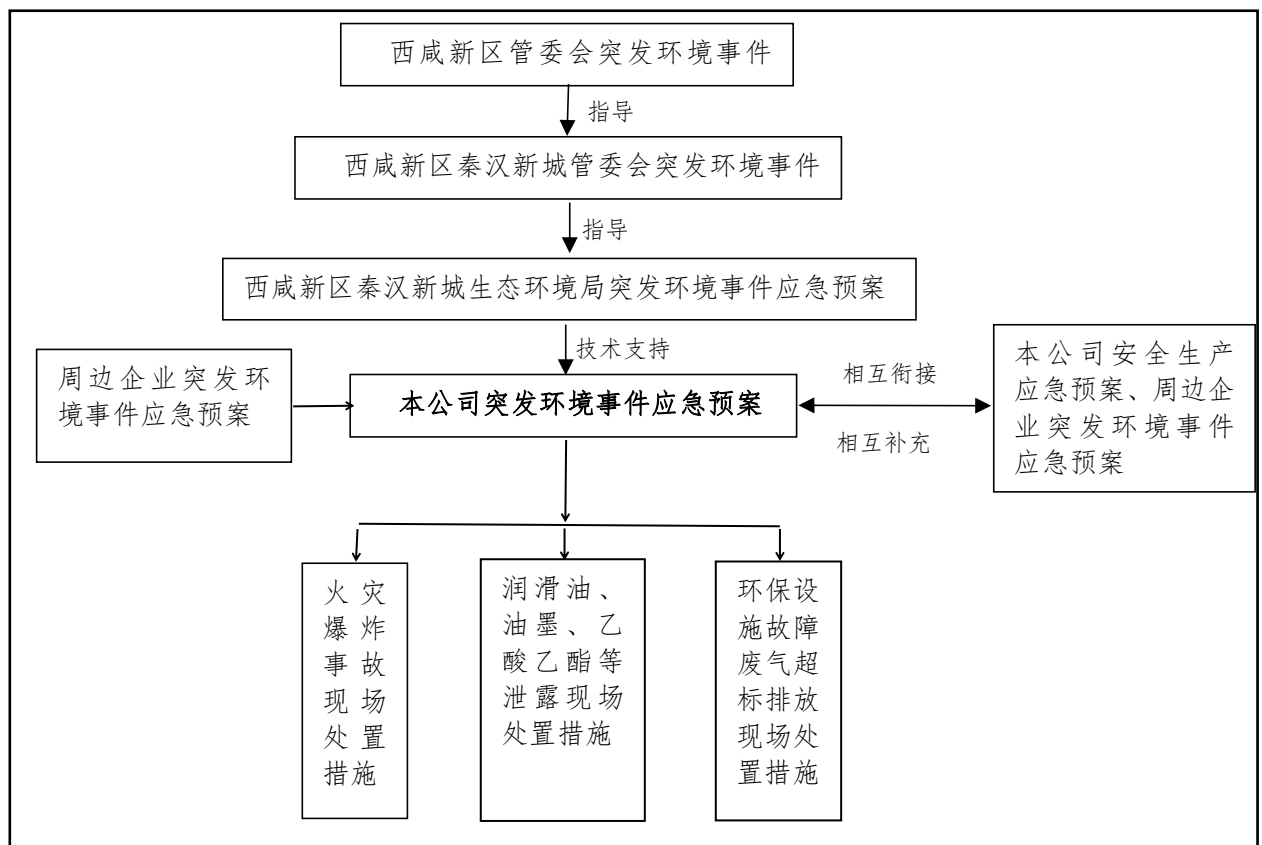 西咸新区管委会突发环境事件
指导
西咸新区秦汉新城管委会突发环境事件
指导
西咸新区秦汉新城生态环境局突发环境事件应急预案
技术支持
周边企业突发环
境事件应急预案
本公司突发环境事件应急预案
相互衔接
相互补充
本公司安全生产
应急预案、周边企
业突发环境事件
应急预案
火灾
爆炸
事故
现场
处置
措施
润滑油、
油墨、乙
酸乙酯等
泄露现场
处置措施
环保设
施故障
废气超
标排放
现场处
置措施